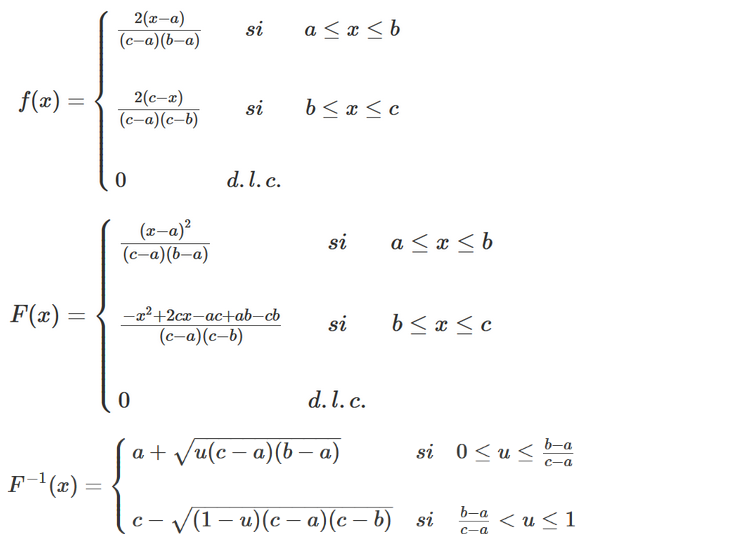 f(x) = { 2(x−a) / (c−a)(b−a) si a ≤ x ≤ b
2(c−x) / (c−a)(c−b) si b ≤ x ≤ c
0 d.l.c.
F(x) = { (x−a)² / (c−a)(b−a) si a ≤ x ≤ b
−x²+2cx−ac+ab−cb / (c−a)(c−b) si b ≤ x ≤ c
0 d.l.c.
F⁻¹(x) = { a + √u(c − a)(b − a) si 0 ≤ u ≤ b−a / c−a
c − √(1 − u)(c − a)(c − b) si b−a / c−a < u ≤ 1